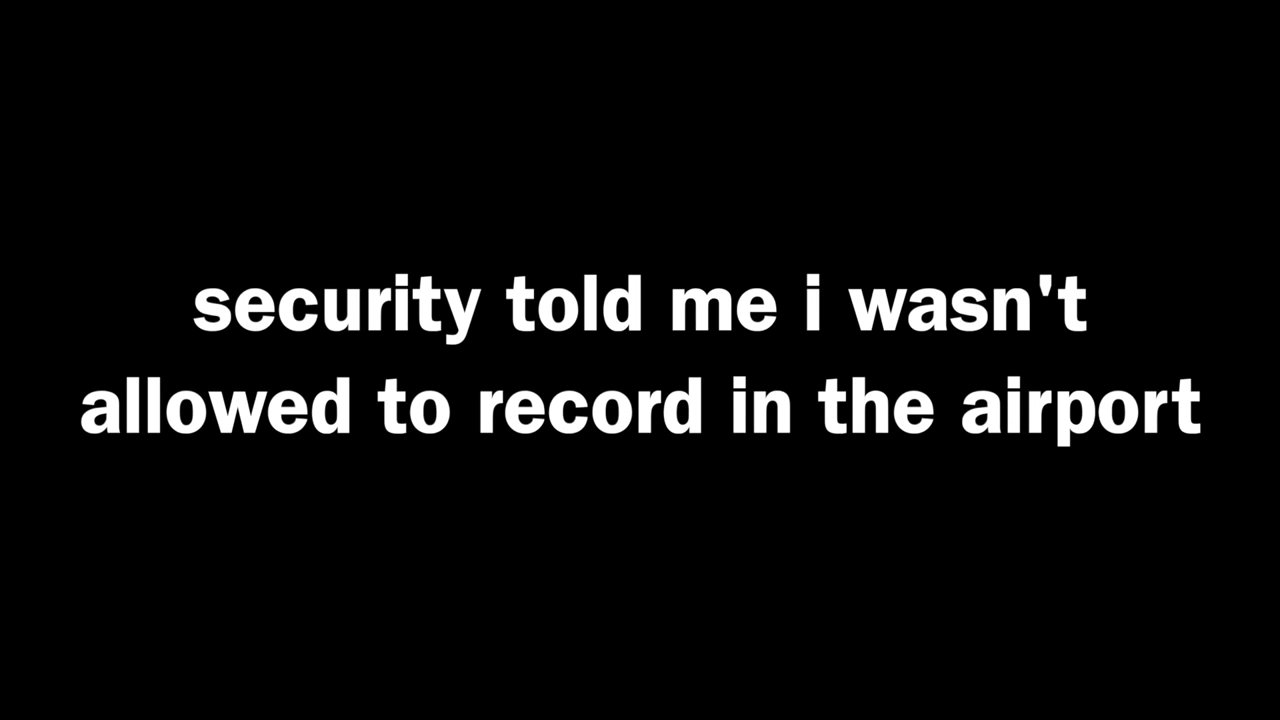 security told me i wasn't
allowed to record in the airport